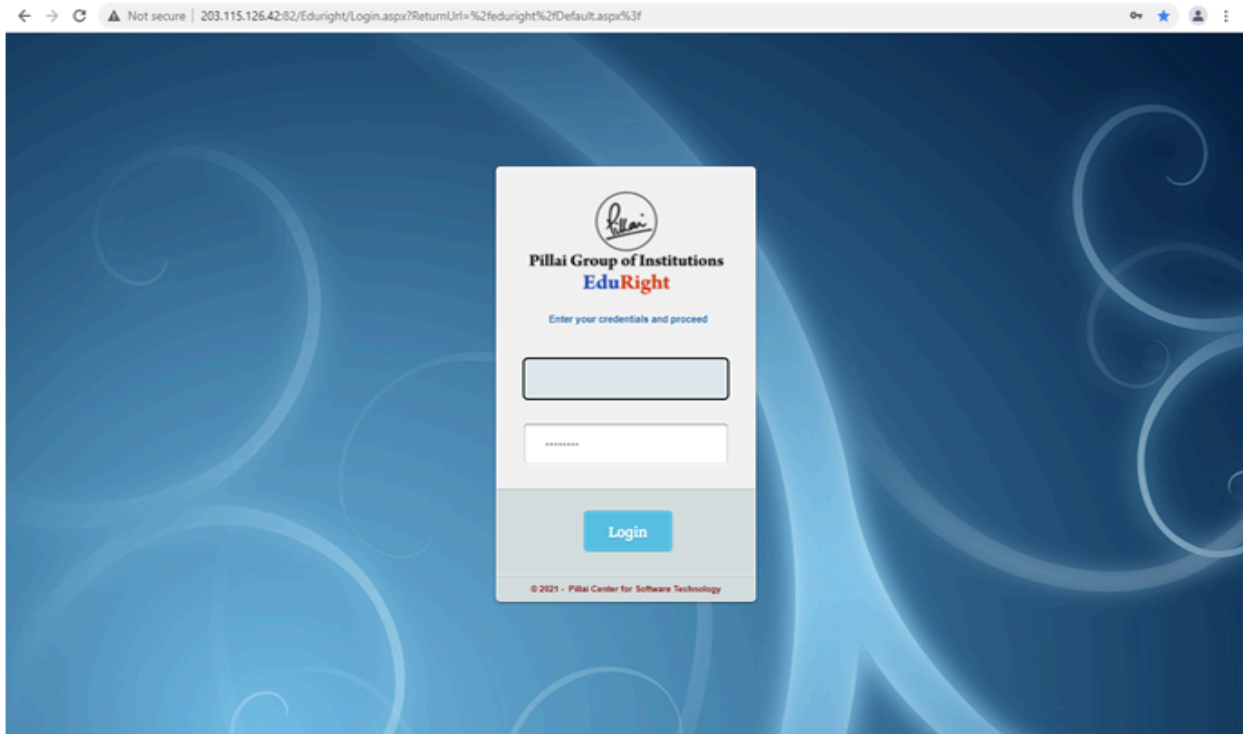 Not secure | 203.115.126.42:82/Eduright/Login.aspx?ReturnUrl=%2feduright%2fDefault.aspx%3f
Pillai
Pillai Group of Institutions
EduRight
Enter your credentials and proceed
Login
© 2021 - Pillai Center for Software Technology